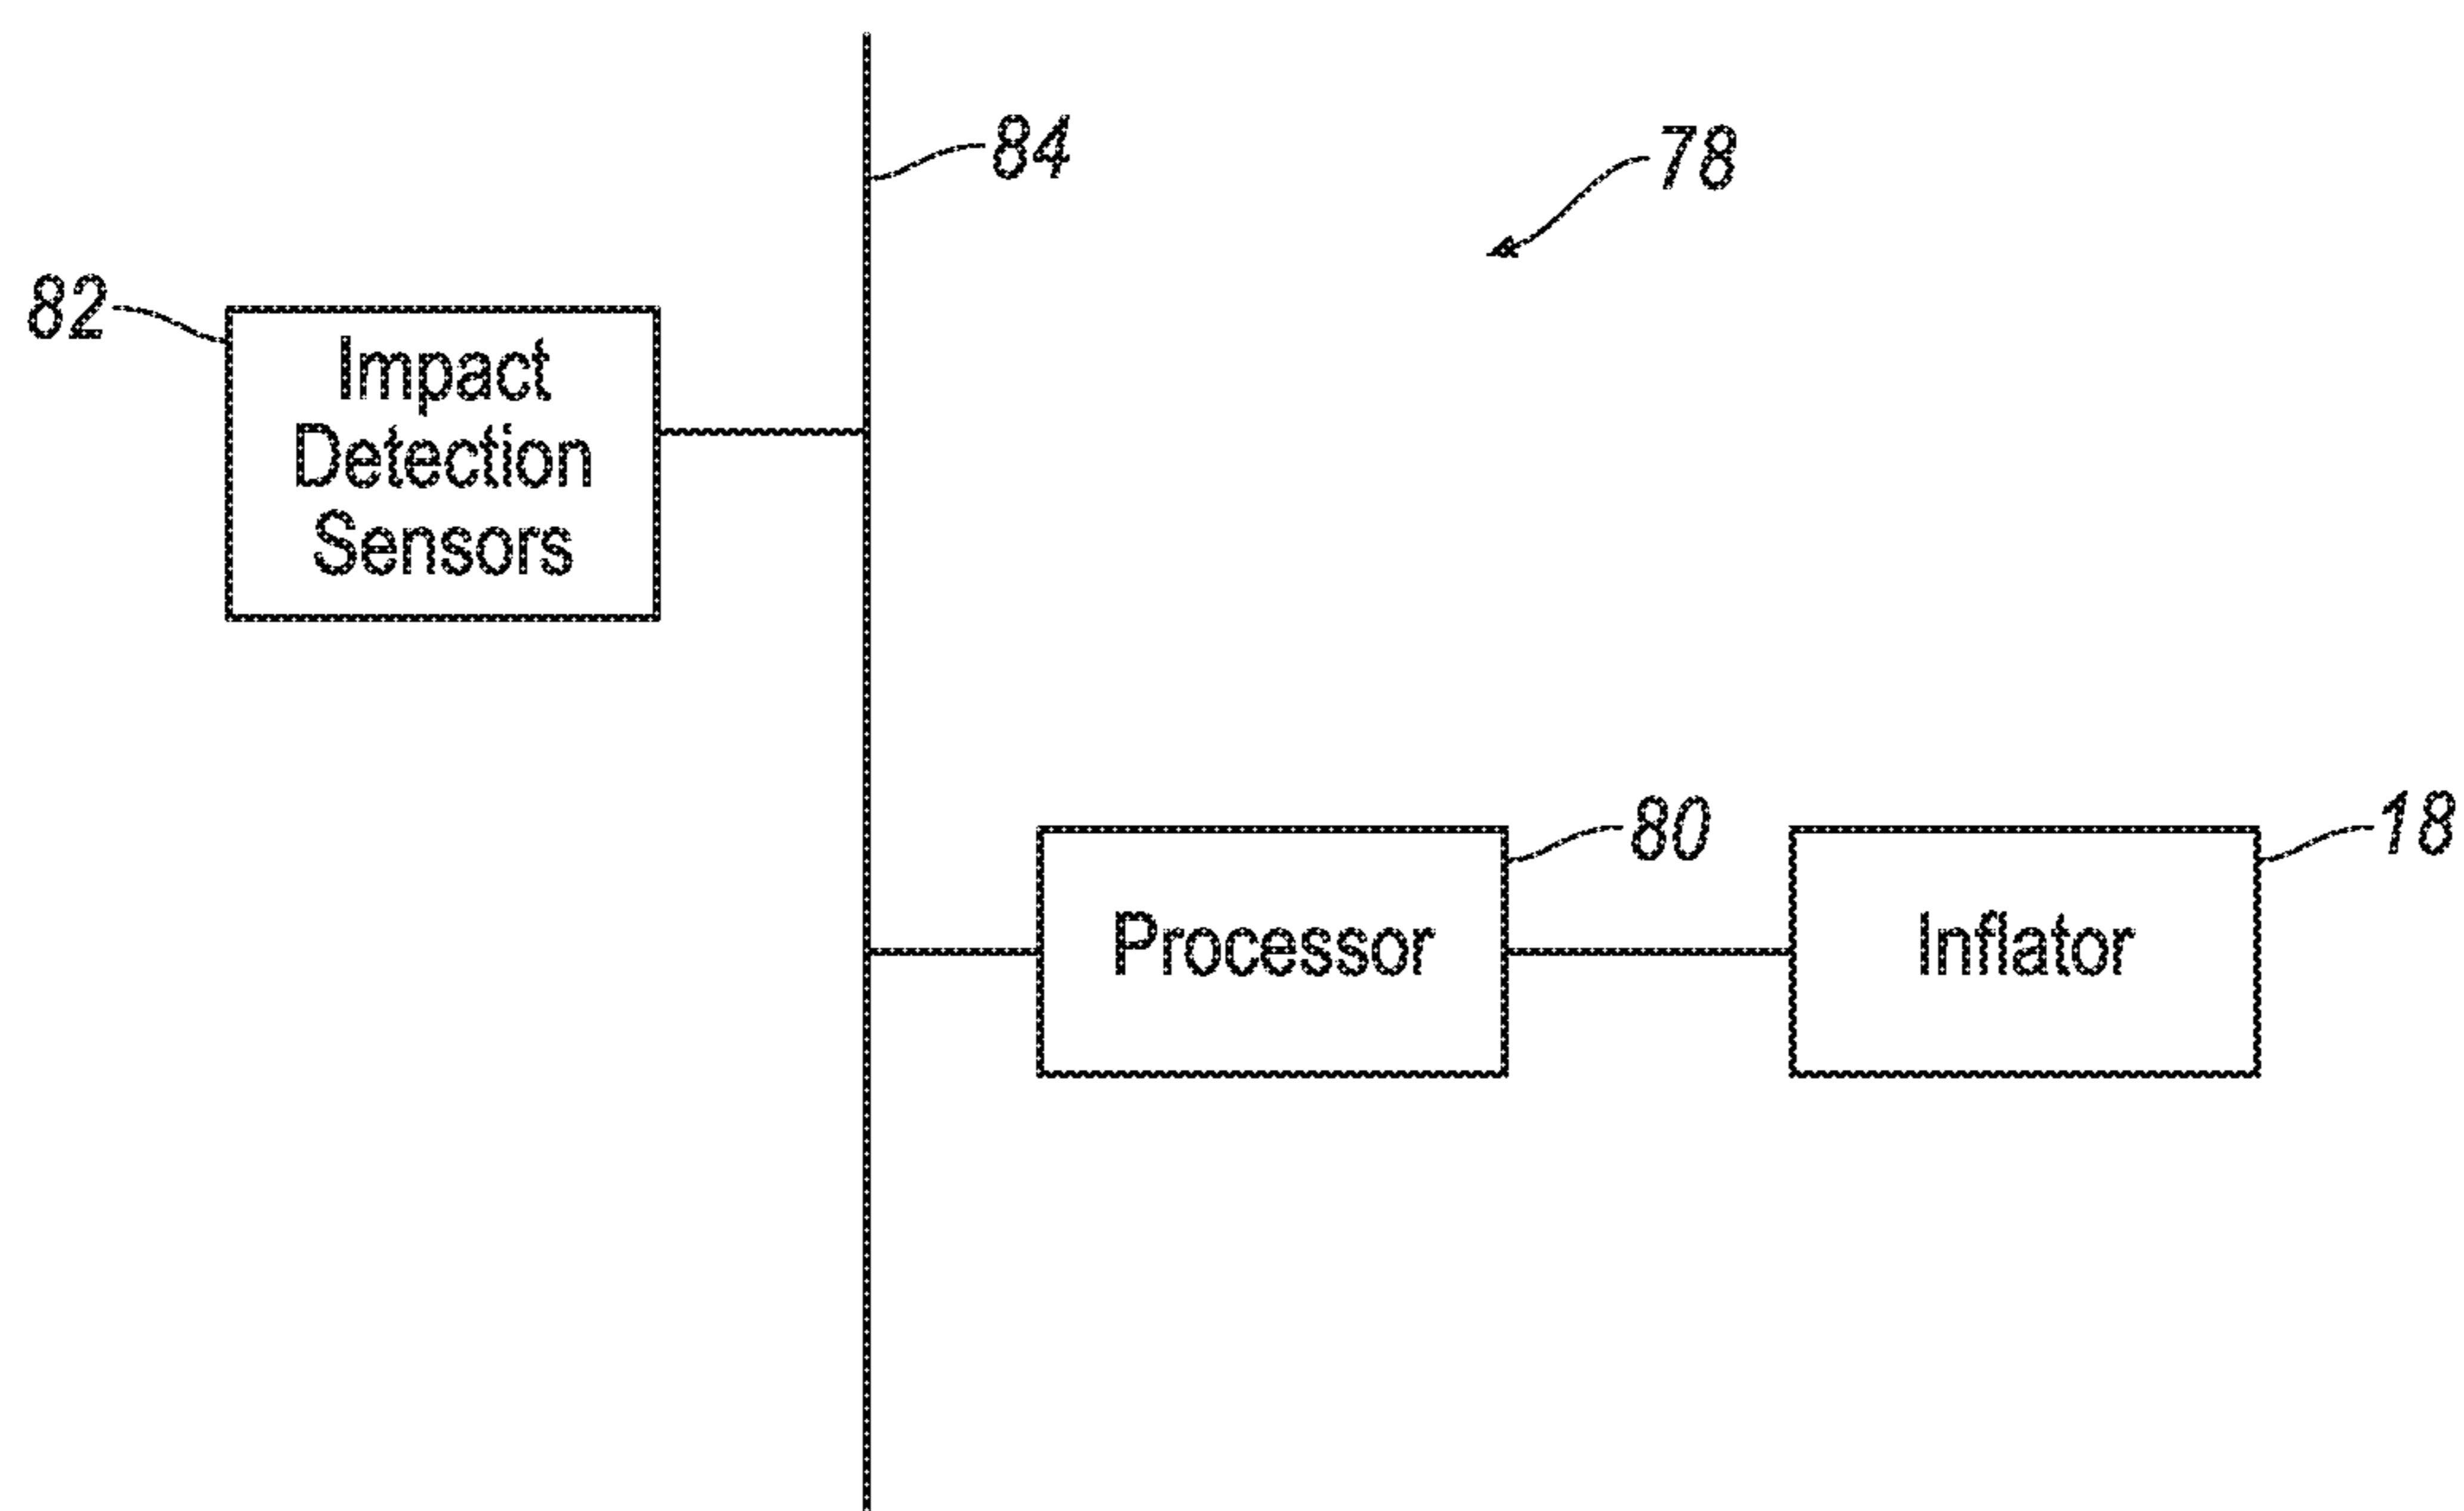 84
78
82
Impact
Detection
Sensors
80
18
Processor
Inflator